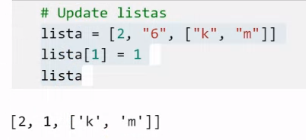 # Update listas
lista = [2, "6", ["k", "m"]]
lista[1] = 1
lista
[2, 1, ['k', 'm']]